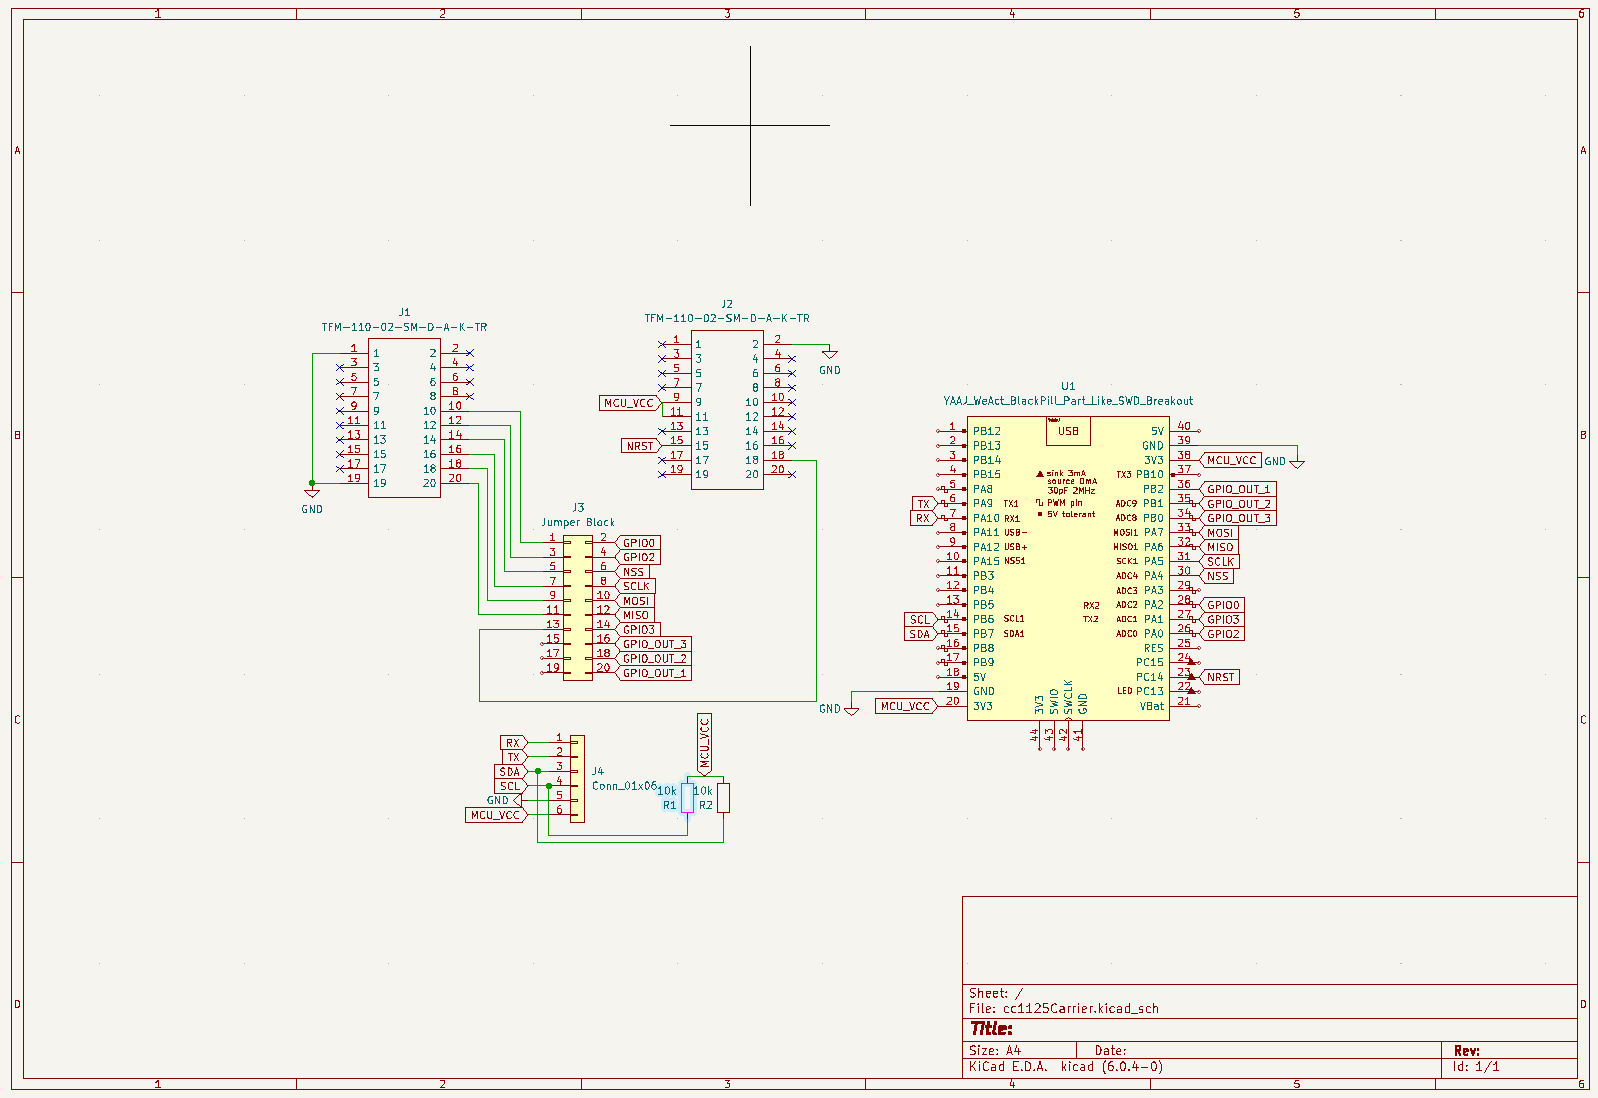 1 2 3 4 5 6
A
B
C
D
J1
TFM-110-02-SM-D-A-K-TR
1 1 2 2
3 3 4 4
5 5 6 6
7 7 8 8
9 9 10 10
11 11 12 12
13 13 14 14
15 15 16 16
17 17 18 18
19 19 20 20
GND
J2
TFM-110-02-SM-D-A-K-TR
1 1 2 2
3 3 4 4
5 5 6 6
7 7 8 8
MCU_VCC 9 9 10 10
11 11 12 12
13 13 14 14
NRST 15 15 16 16
17 17 18 18
19 19 20 20
GND
J3
Jumper Block
1 2 GPIO0
3 4 GPIO2
5 6 NSS
7 8 SCLK
9 10 MOSI
11 12 MISO
13 14 GPIO3
15 16 GPIO_OUT_3
17 18 GPIO_OUT_2
19 20 GPIO_OUT_1
RX 1
TX 2
SDA 3
SCL 4
GND 5
MCU_VCC 6
J4
Conn_01x06
MCU_VCC
10k
R1
10k
R2
U1
YAAJ_WeAct_BlackPill_Part_Like_SWD_Breakout
USB
1 PB12 5V 40
2 PB13 GND 39
3 PB14 3V3 38 MCU_VCC GND
4 PB15 TX3 PB10 37
5 PA8 PB2 36 GPIO_OUT_1
TX 6 PA9 TX1 ADC9 PB1 35 GPIO_OUT_2
RX 7 PA10 RX1 ADC8 PB0 34 GPIO_OUT_3
8 PA11 USB- MOSI1 PA7 33 MOSI
9 PA12 USB+ MISO1 PA6 32 MISO
10 PA15 NSS1 SCK1 PA5 31 SCLK
11 PB3 ADC4 PA4 30 NSS
12 PB4 ADC3 PA3 29
13 PB5 RX2 ADC2 PA2 28 GPIO0
SCL 14 PB6 SCL1 TX2 ADC1 PA1 27 GPIO3
SDA 15 PB7 SDA1 ADC0 PA0 26 GPIO2
16 PB8 RES 25
17 PB9 PC15 24
18 5V PC14 23 NRST
19 GND LED PC13 22
GND
MCU_VCC 20 3V3 VBat 21
sink 3mA
source 0mA
30pF 2MHz
PWM pin
5V tolerant
3V3 SWIO SWCLK GND
44 43 42 41
Sheet: /
File: cc1125Carrier.kicad_sch
Title:
Size: A4 Date: Rev:
KiCad E.D.A. kicad (6.0.4-0) Id: 1/1
A
B
C
D
1 2 3 4 5 6